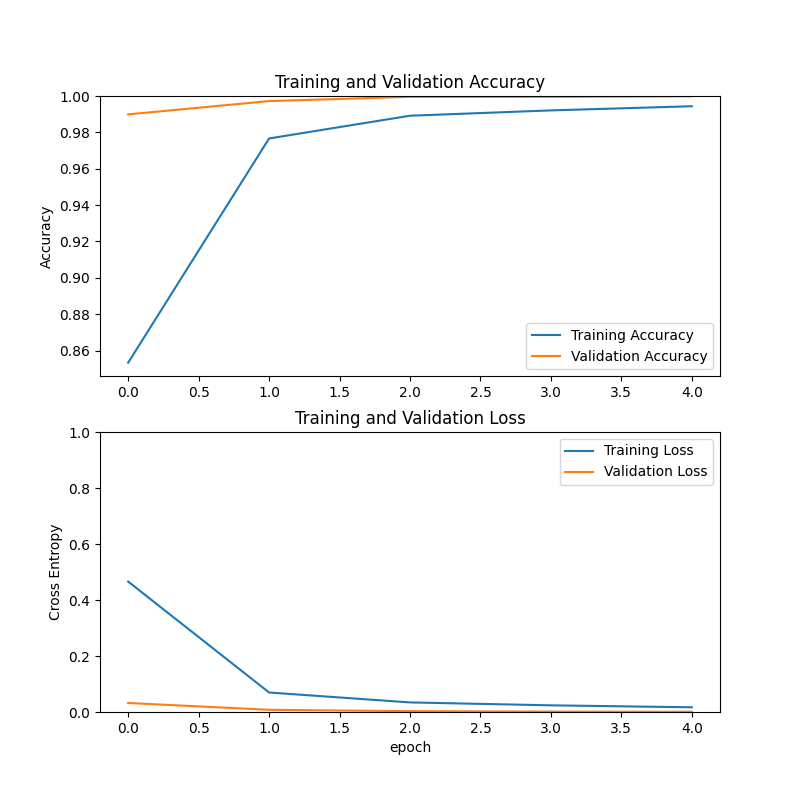 Training and Validation Accuracy
1.00
0.98
0.96
0.94
0.92
0.90
0.88
0.86
Accuracy
Training Accuracy
Validation Accuracy
0.0 0.5 1.0 1.5 2.0 2.5 3.0 3.5 4.0
Training and Validation Loss
1.0
0.8
0.6
0.4
0.2
0.0
Cross Entropy
Training Loss
Validation Loss
0.0 0.5 1.0 1.5 2.0 2.5 3.0 3.5 4.0
epoch